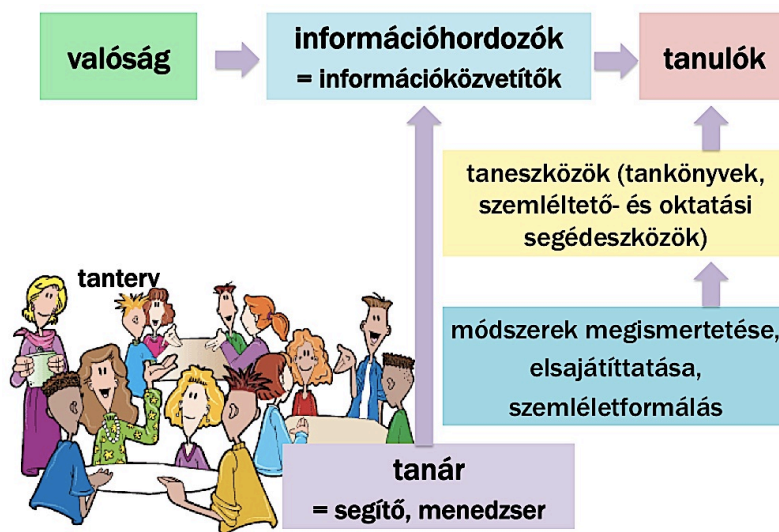 valóság
információhordozók
= információközvetítők
tanulók
taneszközök (tankönyvek,
szemléltető- és oktatási
segédeszközök)
tanterv
módszerek megismertetése,
elsajátíttatása,
szemléletformálás
tanár
= segítő, menedzser